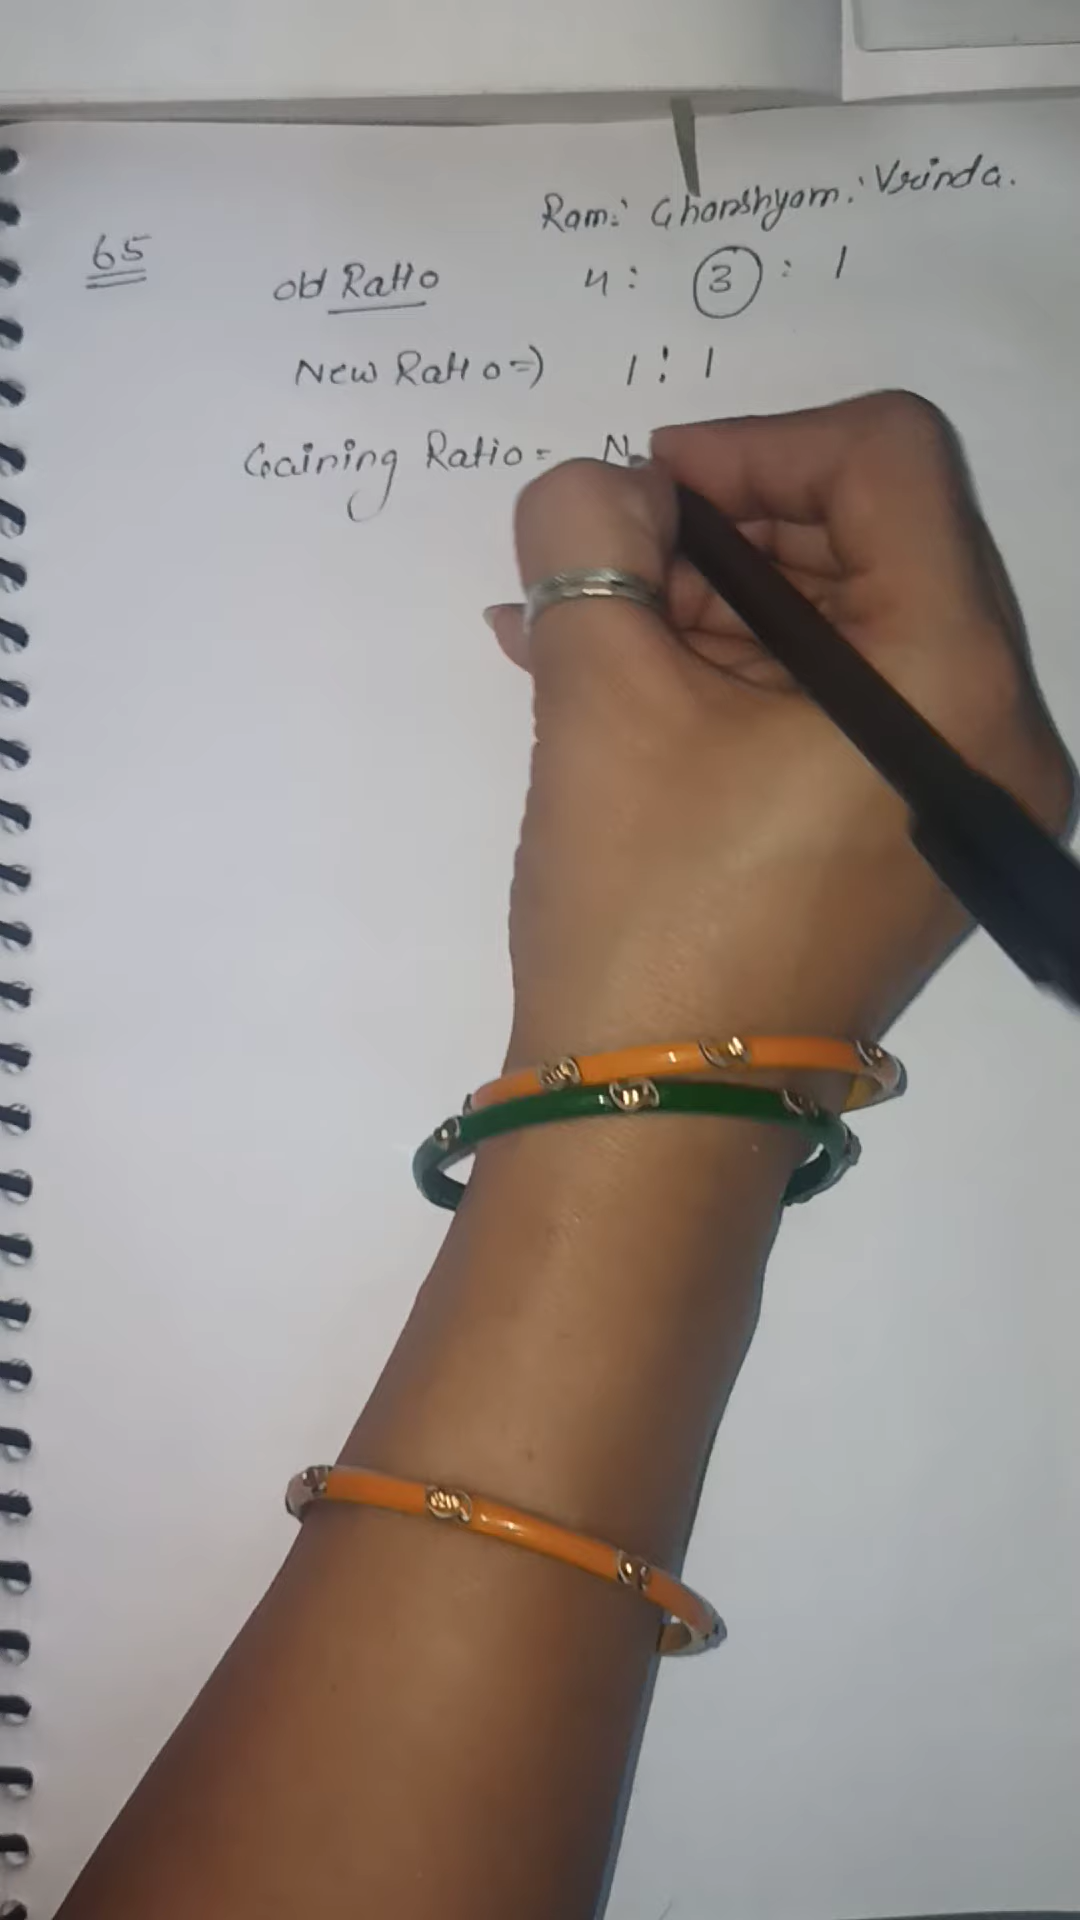 Ram: Ghanshyam: Vrinda.
65
old Ratio 4: 3 : 1
New Ratio=) 1 : 1
Gaining Ratio= N